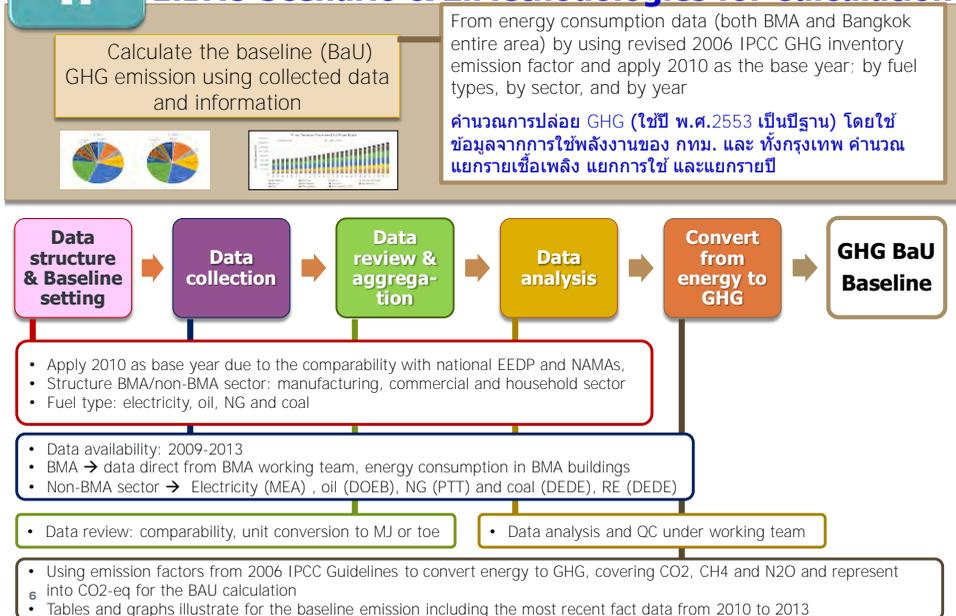 From energy consumption data (both BMA and Bangkok
entire area) by using revised 2006 IPCC GHG inventory
emission factor and apply 2010 as the base year; by fuel
types, by sector, and by year
Calculate the baseline (BaU)
GHG emission using collected data
and information
คำนวณการปล่อย GHG (ใช้ปี พ.ศ.2553 เป็นปีฐาน) โดยใช้
ข้อมูลจากการใช้พลังงานของ กทม. และ ทั้งกรุงเทพ คำนวณ
แยกรายเชื้อเพลิง แยกการใช้ และแยกรายปี
Data
structure
& Baseline
setting
Data
collection
Data
review &
aggrega-
tion
Data
analysis
Convert
from
energy to
GHG
GHG BaU
Baseline
• Apply 2010 as base year due to the comparability with national EEDP and NAMAs,
• Structure BMA/non-BMA sector: manufacturing, commercial and household sector
• Fuel type: electricity, oil, NG and coal
• Data availability: 2009-2013
• BMA → data direct from BMA working team, energy consumption in BMA buildings
• Non-BMA sector → Electricity (MEA) , oil (DOEB), NG (PTT) and coal (DEDE), RE (DEDE)
• Data review: comparability, unit conversion to MJ or toe
• Data analysis and QC under working team
• Using emission factors from 2006 IPCC Guidelines to convert energy to GHG, covering CO2, CH4 and N2O and represent
into CO2-eq for the BAU calculation
• Tables and graphs illustrate for the baseline emission including the most recent fact data from 2010 to 2013
6